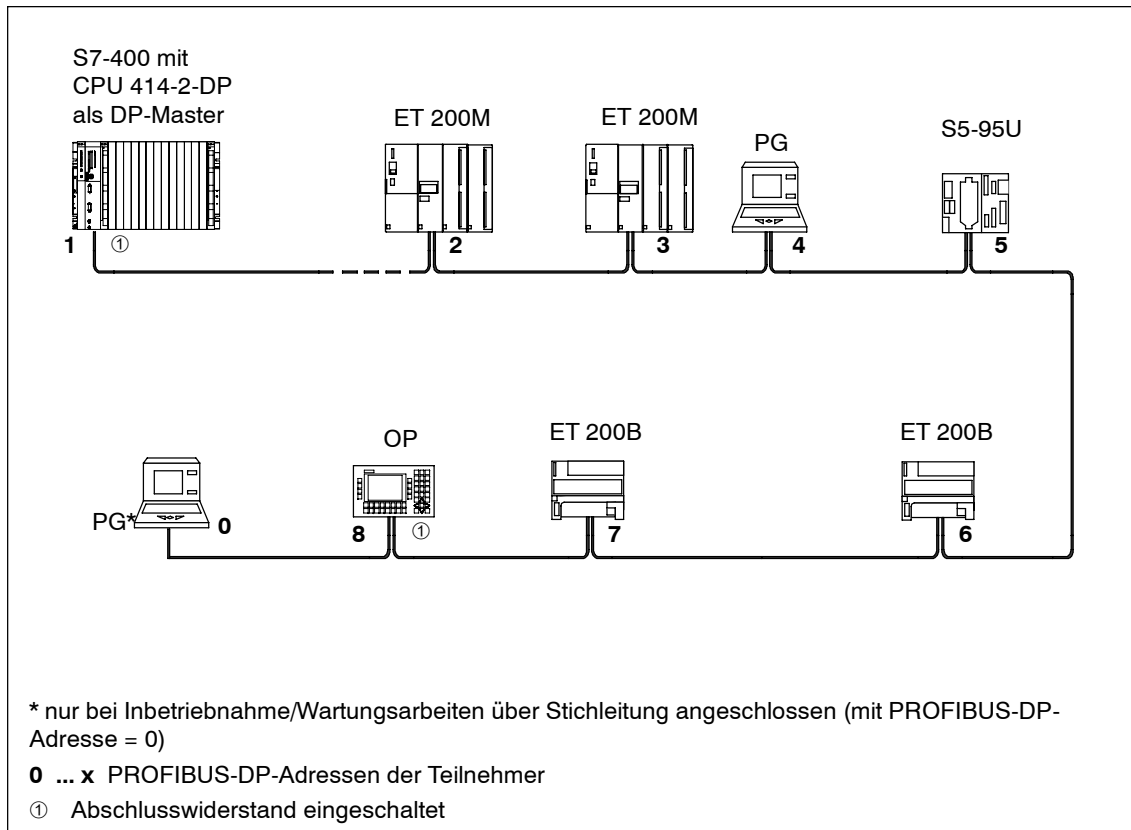 S7-400 mit
CPU 414-2-DP
als DP-Master
ET 200M
ET 200M
PG
S5-95U
1 ①
2
3
4
5
PG*
0
OP
8 ①
ET 200B
7
ET 200B
6
* nur bei Inbetriebnahme/Wartungsarbeiten über Stichleitung angeschlossen (mit PROFIBUS-DP-
Adresse = 0)
0 ... x PROFIBUS-DP-Adressen der Teilnehmer
① Abschlusswiderstand eingeschaltet